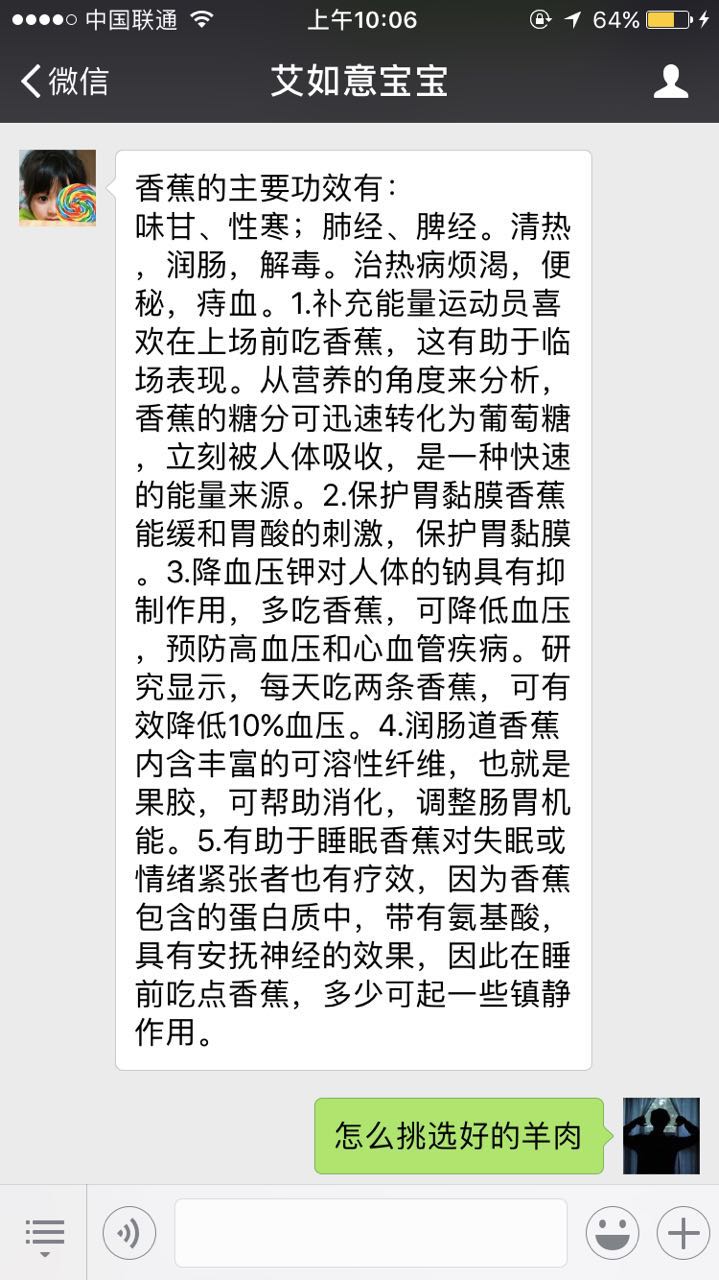 中国联通 上午10:06 64%
微信 艾如意宝宝
香蕉的主要功效有：
味甘、性寒；肺经、脾经。清热
，润肠，解毒。治热病烦渴，便
秘，痔血。1.补充能量运动员喜
欢在上场前吃香蕉，这有助于临
场表现。从营养的角度来分析，
香蕉的糖分可迅速转化为葡萄糖
，立刻被人体吸收，是一种快速
的能量来源。2.保护胃黏膜香蕉
能缓和胃酸的刺激，保护胃黏膜
。3.降血压钾对人体的钠具有抑
制作用，多吃香蕉，可降低血压
，预防高血压和心血管疾病。研
究显示，每天吃两条香蕉，可有
效降低10%血压。4.润肠道香蕉
内含丰富的可溶性纤维，也就是
果胶，可帮助消化，调整肠胃机
能。5.有助于睡眠香蕉对失眠或
情绪紧张者也有疗效，因为香蕉
包含的蛋白质中，带有氨基酸，
具有安抚神经的效果，因此在睡
前吃点香蕉，多少可起一些镇静
作用。
怎么挑选好的羊肉